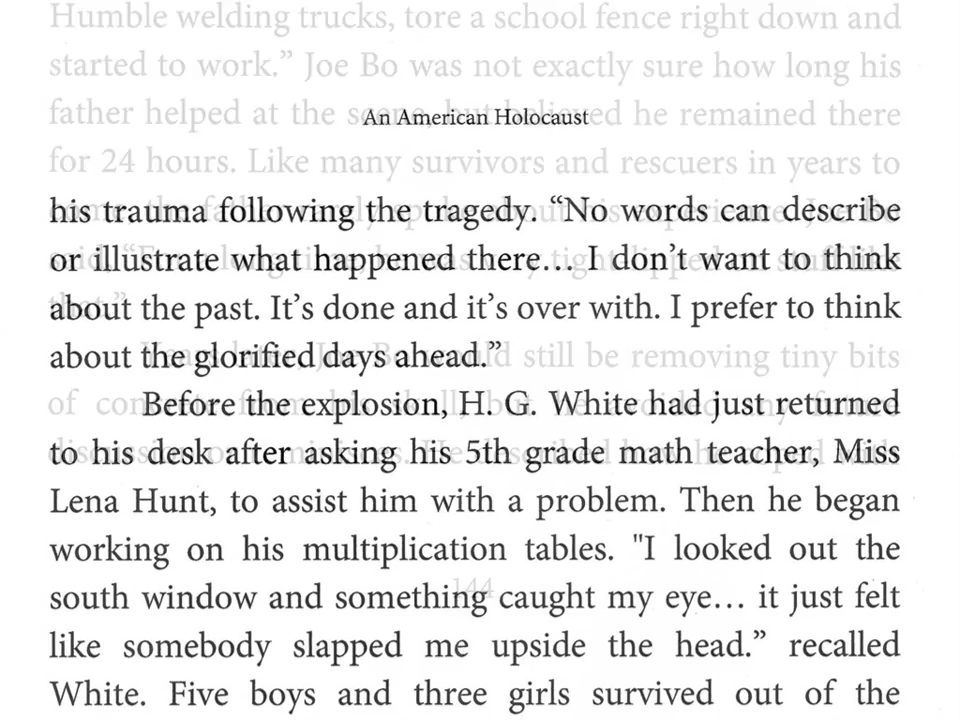 Humble welding trucks, tore a school fence right down and
started to work.” Joe Bo was not exactly sure how long his
father helped at the scene, but believed he remained there
An American Holocaust
for 24 hours. Like many survivors and rescuers in years to
his trauma following the tragedy. “No words can describe
or illustrate what happened there… I don’t want to think
about the past. It’s done and it’s over with. I prefer to think
about the glorified days ahead.”
still be removing tiny bits
of
Before the explosion, H. G. White had just returned
to his desk after asking his 5th grade math teacher, Miss
Lena Hunt, to assist him with a problem. Then he began
working on his multiplication tables. "I looked out the
144
south window and something caught my eye… it just felt
like somebody slapped me upside the head.” recalled
White. Five boys and three girls survived out of the